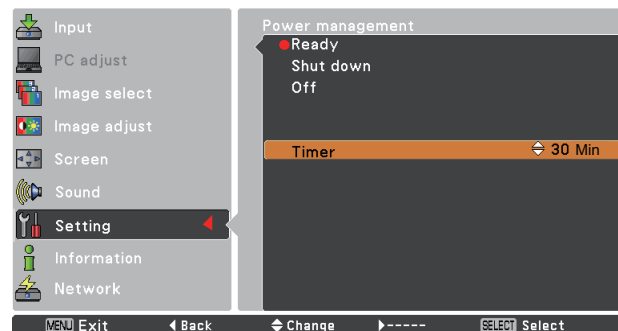 Input
PC adjust
Image select
Image adjust
Screen
Sound
Setting
Information
Network
Power management
Ready
Shut down
Off
Timer 30 Min
MENU Exit Back Change ----- SELECT Select